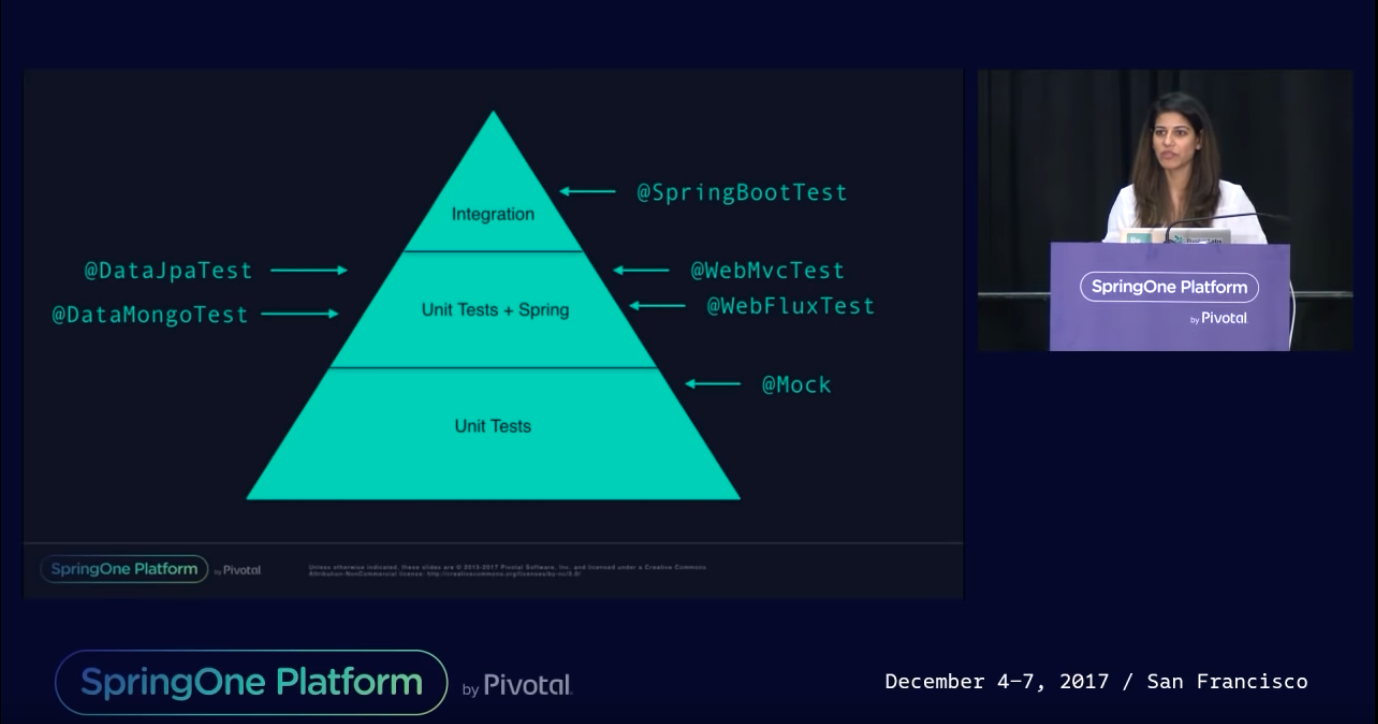 @SpringBootTest
Integration
@DataJpaTest
@WebMvcTest
@DataMongoTest
Unit Tests + Spring
@WebFluxTest
@Mock
Unit Tests
SpringOne Platform
by Pivotal
Unless otherwise indicated, these slides are © 2013-2017 Pivotal Software, Inc. and licensed under a Creative Commons
Attribution-NonCommercial license: http://creativecommons.org/licenses/by-nc/3.0/
SpringOne Platform
by Pivotal
SpringOne Platform
by Pivotal
December 4–7, 2017 / San Francisco